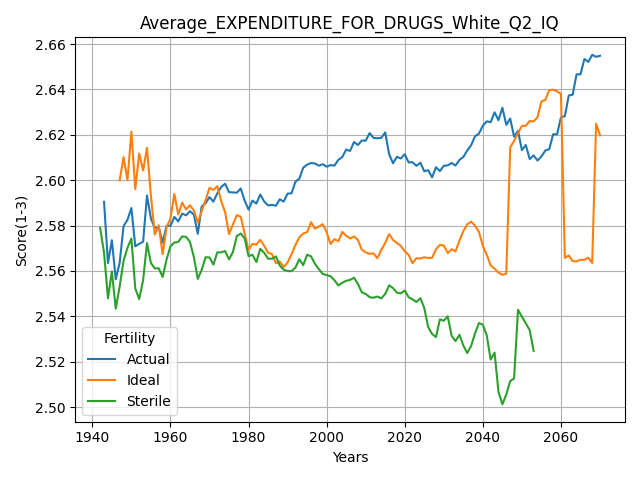 Average_EXPENDITURE_FOR_DRUGS_White_Q2_IQ
2.66
2.64
2.62
2.60
2.58
2.56
2.54
2.52
2.50
Score(1-3)
Fertility
Actual
Ideal
Sterile
1940 1960 1980 2000 2020 2040 2060
Years